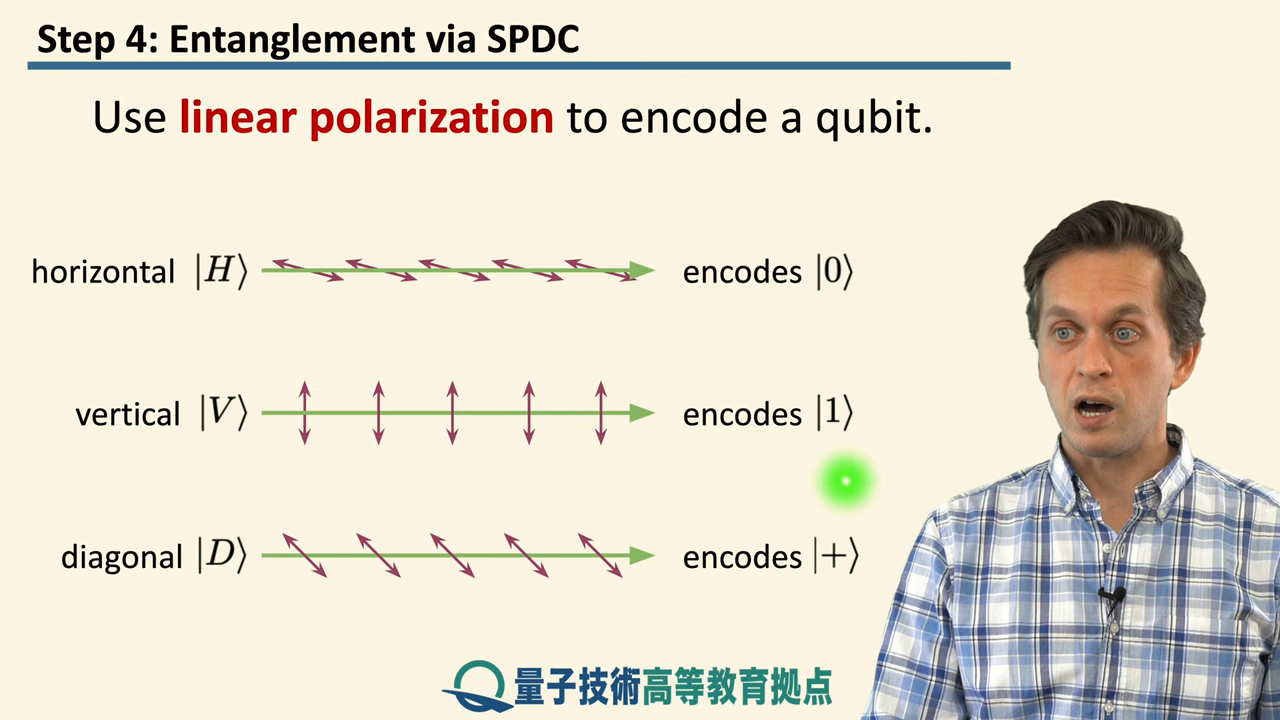 Step 4: Entanglement via SPDC
Use linear polarization to encode a qubit.
horizontal |H⟩ encodes |0⟩
vertical |V⟩ encodes |1⟩
diagonal |D⟩ encodes |+⟩
量子技術高等教育拠点